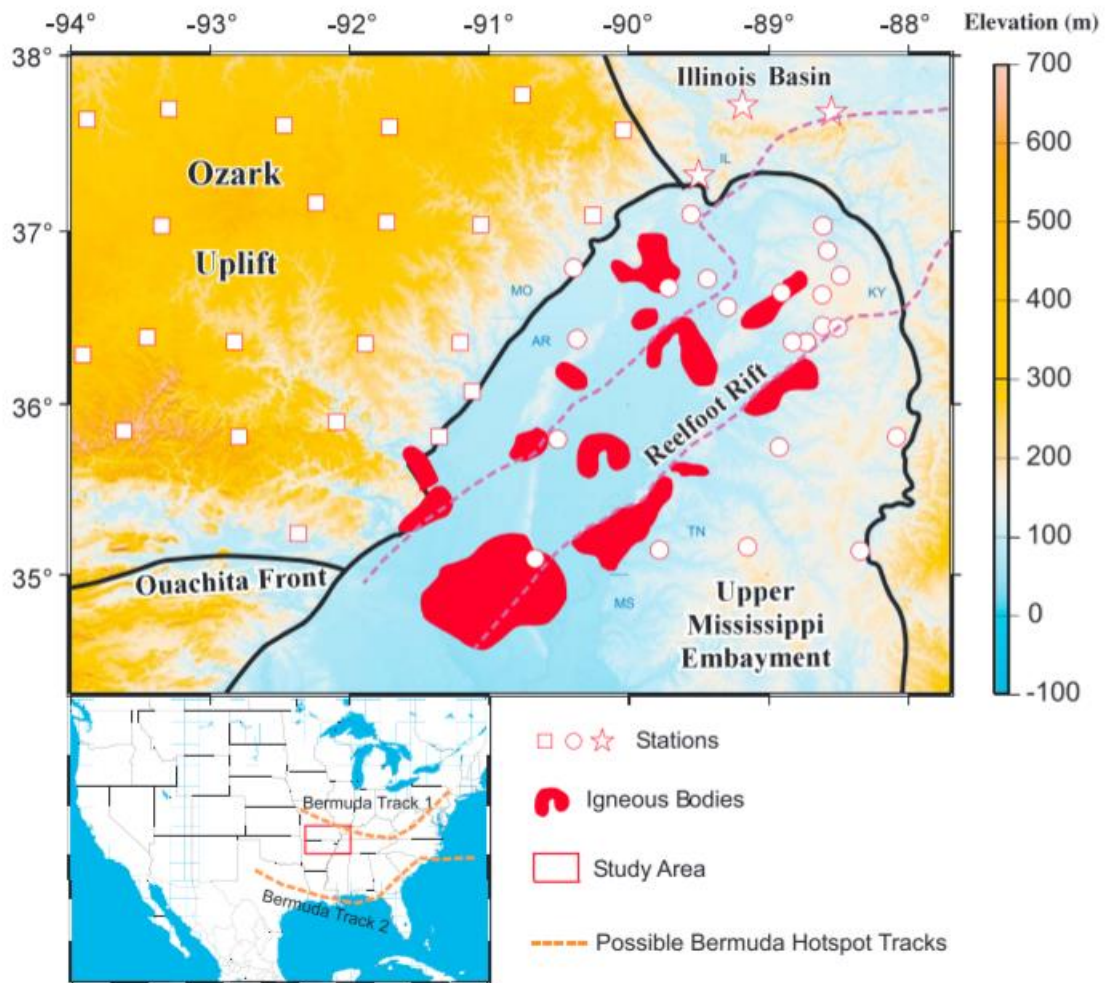 -94 -93 -92 -91 -90 -89 -88
Elevation (m)
38°
37°
36°
35°
700
600
500
400
300
200
100
0
-100
Illinois Basin
IL
Ozark
Uplift
MO
AR
KY
Reelfoot Rift
TN
MS
Ouachita Front
Upper
Mississippi
Embayment
Bermuda Track 1
Bermuda Track 2
Stations
Igneous Bodies
Study Area
Possible Bermuda Hotspot Tracks